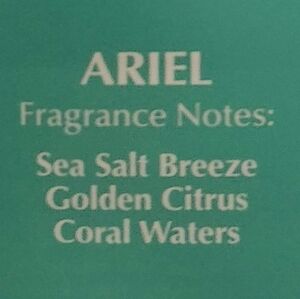 ARIEL
Fragrance Notes:
Sea Salt Breeze
Golden Citrus
Coral Waters